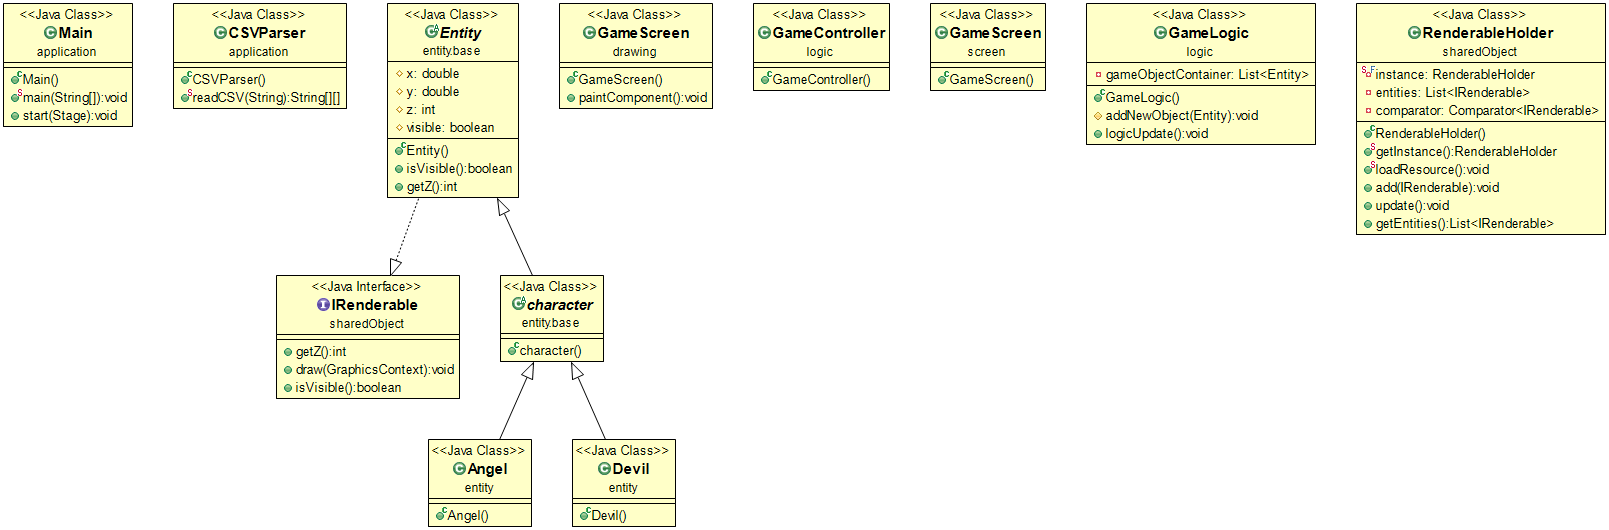 <<Java Class>>
Main
application
Main()
main(String[]):void
start(Stage):void
<<Java Class>>
CSVParser
application
CSVParser()
readCSV(String):String[][]
<<Java Class>>
Entity
entity.base
x: double
y: double
z: int
visible: boolean
Entity()
isVisible():boolean
getZ():int
<<Java Class>>
GameScreen
drawing
GameScreen()
paintComponent():void
<<Java Class>>
GameController
logic
GameController()
<<Java Class>>
GameScreen
screen
GameScreen()
<<Java Class>>
GameLogic
logic
gameObjectContainer: List<Entity>
GameLogic()
addNewObject(Entity):void
logicUpdate():void
<<Java Class>>
RenderableHolder
sharedObject
instance: RenderableHolder
entities: List<IRenderable>
comparator: Comparator<IRenderable>
RenderableHolder()
getInstance():RenderableHolder
loadResource():void
add(IRenderable):void
update():void
getEntities():List<IRenderable>
<<Java Interface>>
IRenderable
sharedObject
getZ():int
draw(GraphicsContext):void
isVisible():boolean
<<Java Class>>
character
entity.base
character()
<<Java Class>>
Angel
entity
Angel()
<<Java Class>>
Devil
entity
Devil()